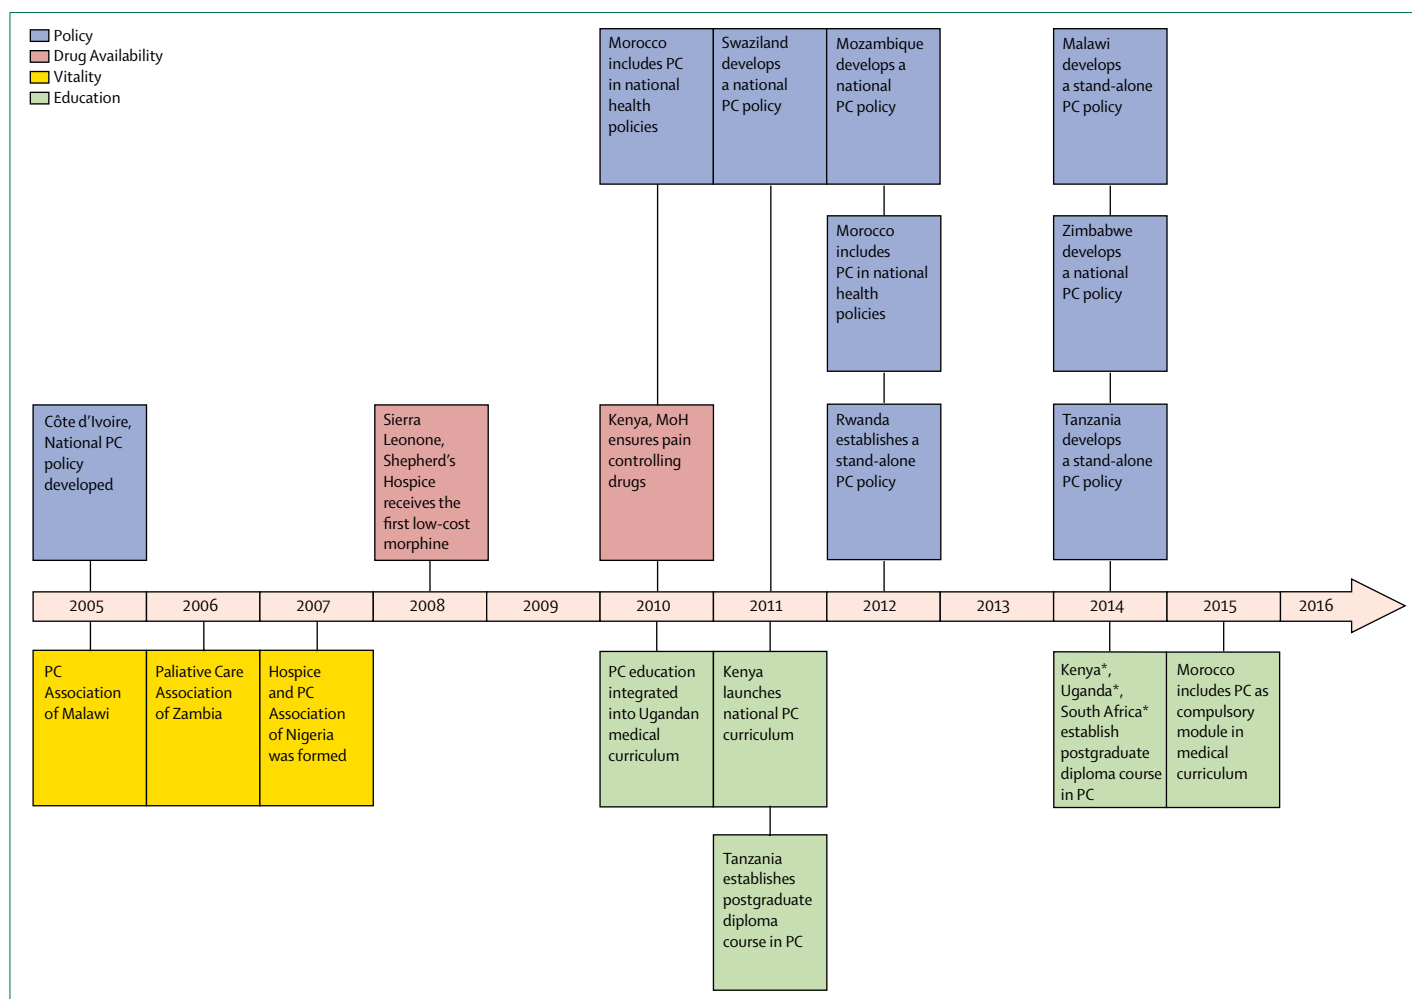 Policy
Drug Availability
Vitality
Education
Morocco
includes PC
in national
health
policies
Swaziland
develops
a national
PC policy
Mozambique
develops a
national
PC policy
Malawi
develops
a stand-alone
PC policy
Morocco
includes
PC in national
health
policies
Zimbabwe
develops
a national
PC policy
Côte d'Ivoire,
National PC
policy
developed
Sierra
Leonone,
Shepherd's
Hospice
receives the
first low-cost
morphine
Kenya, MoH
ensures pain
controlling
drugs
Rwanda
establishes a
stand-alone
PC policy
Tanzania
develops
a stand-alone
PC policy
2005
2006
2007
2008
2009
2010
2011
2012
2013
2014
2015
2016
PC
Association
of Malawi
Paliative Care
Association
of Zambia
Hospice
and PC
Association
of Nigeria
was formed
PC education
integrated
into Ugandan
medical
curriculum
Kenya
launches
national PC
curriculum
Kenya*,
Uganda*,
South Africa*
establish
postgraduate
diploma course
in PC
Morocco
includes PC as
compulsory
module in
medical
curriculum
Tanzania
establishes
postgraduate
diploma
course in PC